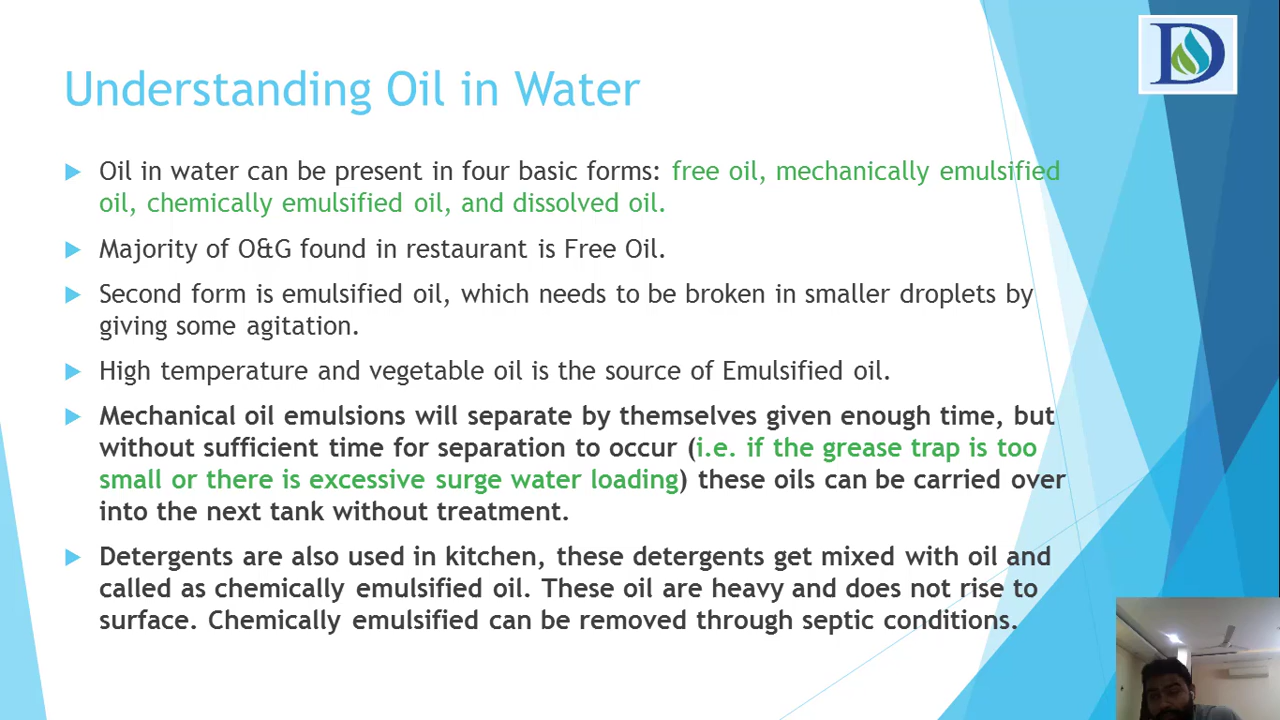 Understanding Oil in Water
Oil in water can be present in four basic forms: free oil, mechanically emulsified
oil, chemically emulsified oil, and dissolved oil.
Majority of O&G found in restaurant is Free Oil.
Second form is emulsified oil, which needs to be broken in smaller droplets by
giving some agitation.
High temperature and vegetable oil is the source of Emulsified oil.
Mechanical oil emulsions will separate by themselves given enough time, but
without sufficient time for separation to occur (i.e. if the grease trap is too
small or there is excessive surge water loading) these oils can be carried over
into the next tank without treatment.
Detergents are also used in kitchen, these detergents get mixed with oil and
called as chemically emulsified oil. These oil are heavy and does not rise to
surface. Chemically emulsified can be removed through septic conditions.
D